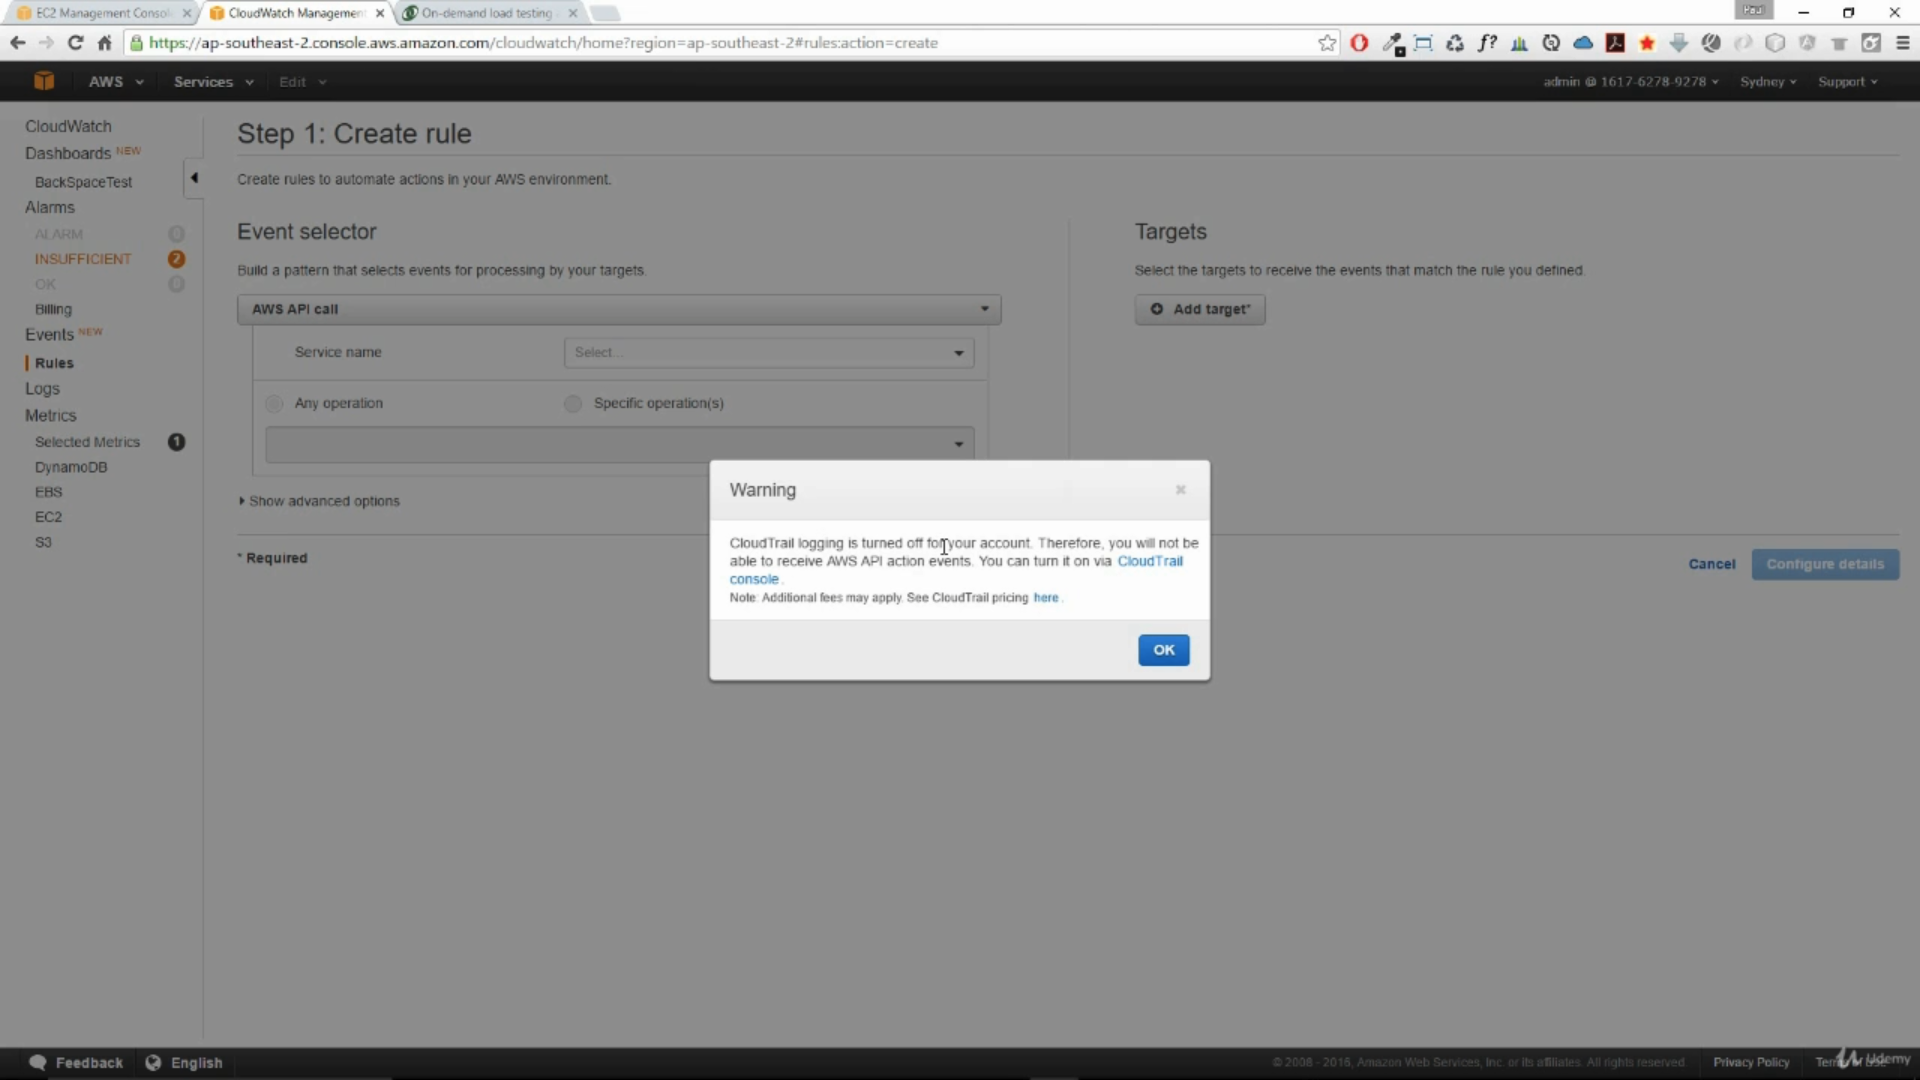 EC2 Management Consol
CloudWatch Managemen
On-demand load testing
Paul
https://ap-southeast-2.console.aws.amazon.com/cloudwatch/home?region=ap-southeast-2#rules:action=create
f?
AWS
Services
Edit
admin @ 1617-6278-9278
Sydney
Support
CloudWatch
Dashboards NEW
BackSpaceTest
Alarms
ALARM 0
INSUFFICIENT 2
OK 0
Billing
Events NEW
Rules
Logs
Metrics
Selected Metrics 1
DynamoDB
EBS
EC2
S3
Step 1: Create rule
Create rules to automate actions in your AWS environment.
Event selector
Build a pattern that selects events for processing by your targets.
AWS API call
Service name
Select...
Any operation
Specific operation(s)
Show advanced options
* Required
Targets
Select the targets to receive the events that match the rule you defined.
Add target*
Cancel
Configure details
Warning
CloudTrail logging is turned off for your account. Therefore, you will not be
able to receive AWS API action events. You can turn it on via CloudTrail
console.
Note: Additional fees may apply. See CloudTrail pricing here.
OK
Feedback
English
© 2008 - 2016, Amazon Web Services, Inc. or its affiliates. All rights reserved.
Privacy Policy
Udemy